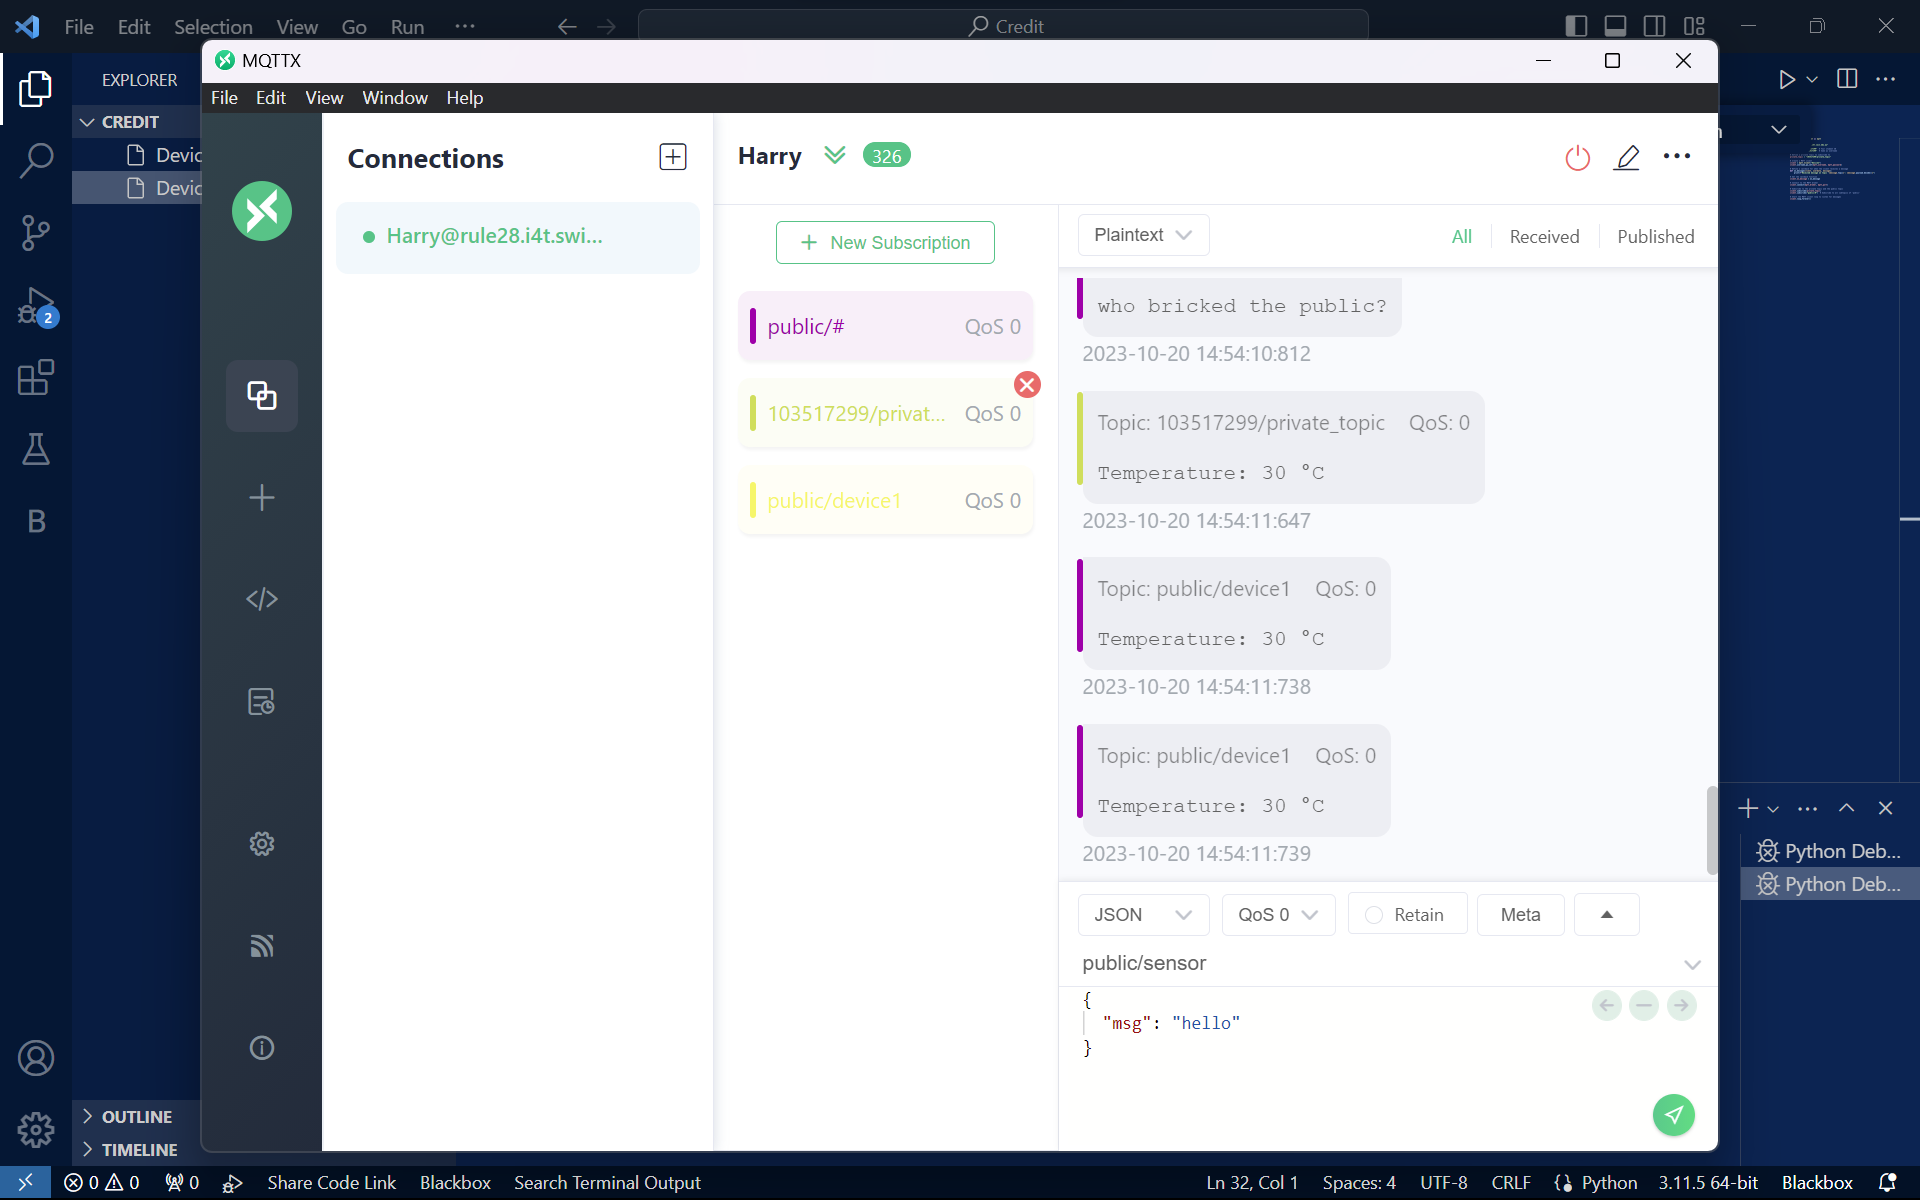 File Edit Selection View Go Run
Credit
EXPLORER
CREDIT
Devic
Devic
2
B
OUTLINE
TIMELINE
MQTTX
File Edit View Window Help
Connections
Harry@rule28.i4t.swi...
Harry 326
New Subscription
public/# QoS 0
103517299/privat... QoS 0
public/device1 QoS 0
Plaintext
All Received Published
who bricked the public?
2023-10-20 14:54:10:812
Topic: 103517299/private_topic QoS: 0
Temperature: 30 °C
2023-10-20 14:54:11:647
Topic: public/device1 QoS: 0
Temperature: 30 °C
2023-10-20 14:54:11:738
Topic: public/device1 QoS: 0
Temperature: 30 °C
2023-10-20 14:54:11:739
JSON QoS 0 Retain Meta
public/sensor
{
"msg": "hello"
}
Python Deb...
Python Deb...
0 0 0 Share Code Link Blackbox Search Terminal Output Ln 32, Col 1 Spaces: 4 UTF-8 CRLF Python 3.11.5 64-bit Blackbox